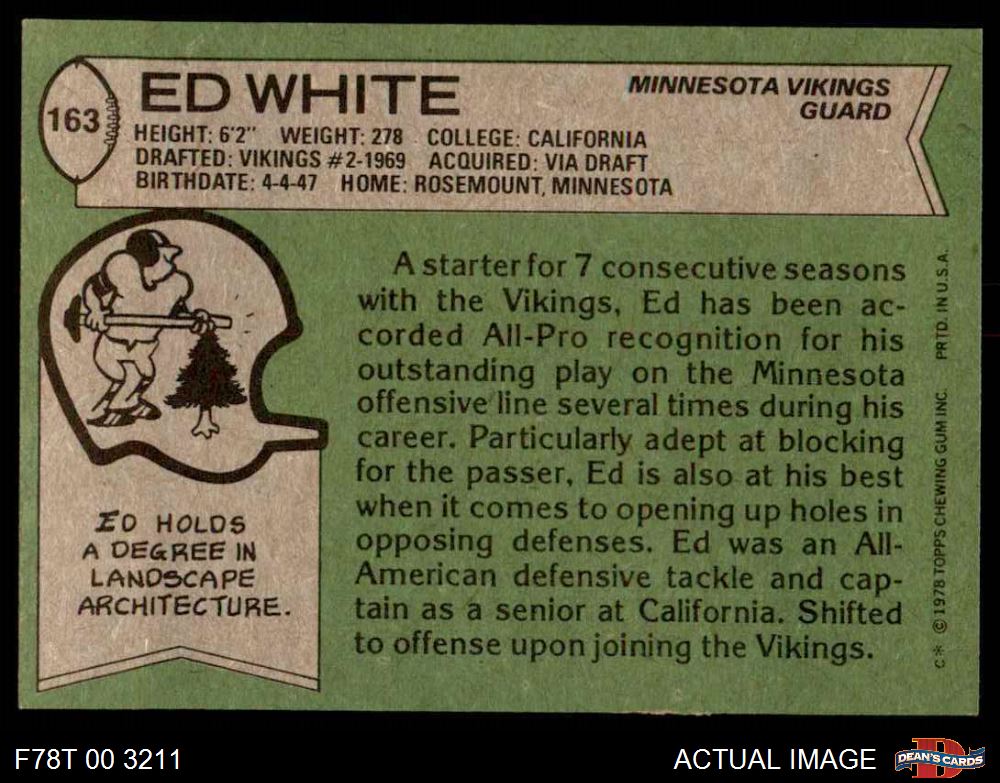 163
ED WHITE
MINNESOTA VIKINGS
GUARD
HEIGHT: 6'2" WEIGHT: 278 COLLEGE: CALIFORNIA
DRAFTED: VIKINGS #2-1969 ACQUIRED: VIA DRAFT
BIRTHDATE: 4-4-47 HOME: ROSEMOUNT, MINNESOTA
A starter for 7 consecutive seasons
with the Vikings, Ed has been ac-
corded All-Pro recognition for his
outstanding play on the Minnesota
offensive line several times during his
career. Particularly adept at blocking
for the passer, Ed is also at his best
when it comes to opening up holes in
opposing defenses. Ed was an All-
American defensive tackle and cap-
tain as a senior at California. Shifted
to offense upon joining the Vikings.
ED HOLDS
A DEGREE IN
LANDSCAPE
ARCHITECTURE.
C* © 1978 TOPPS CHEWING GUM INC. PRTD. IN U.S.A.
F78T 00 3211
ACTUAL IMAGE
D
DEAN'S CARDS